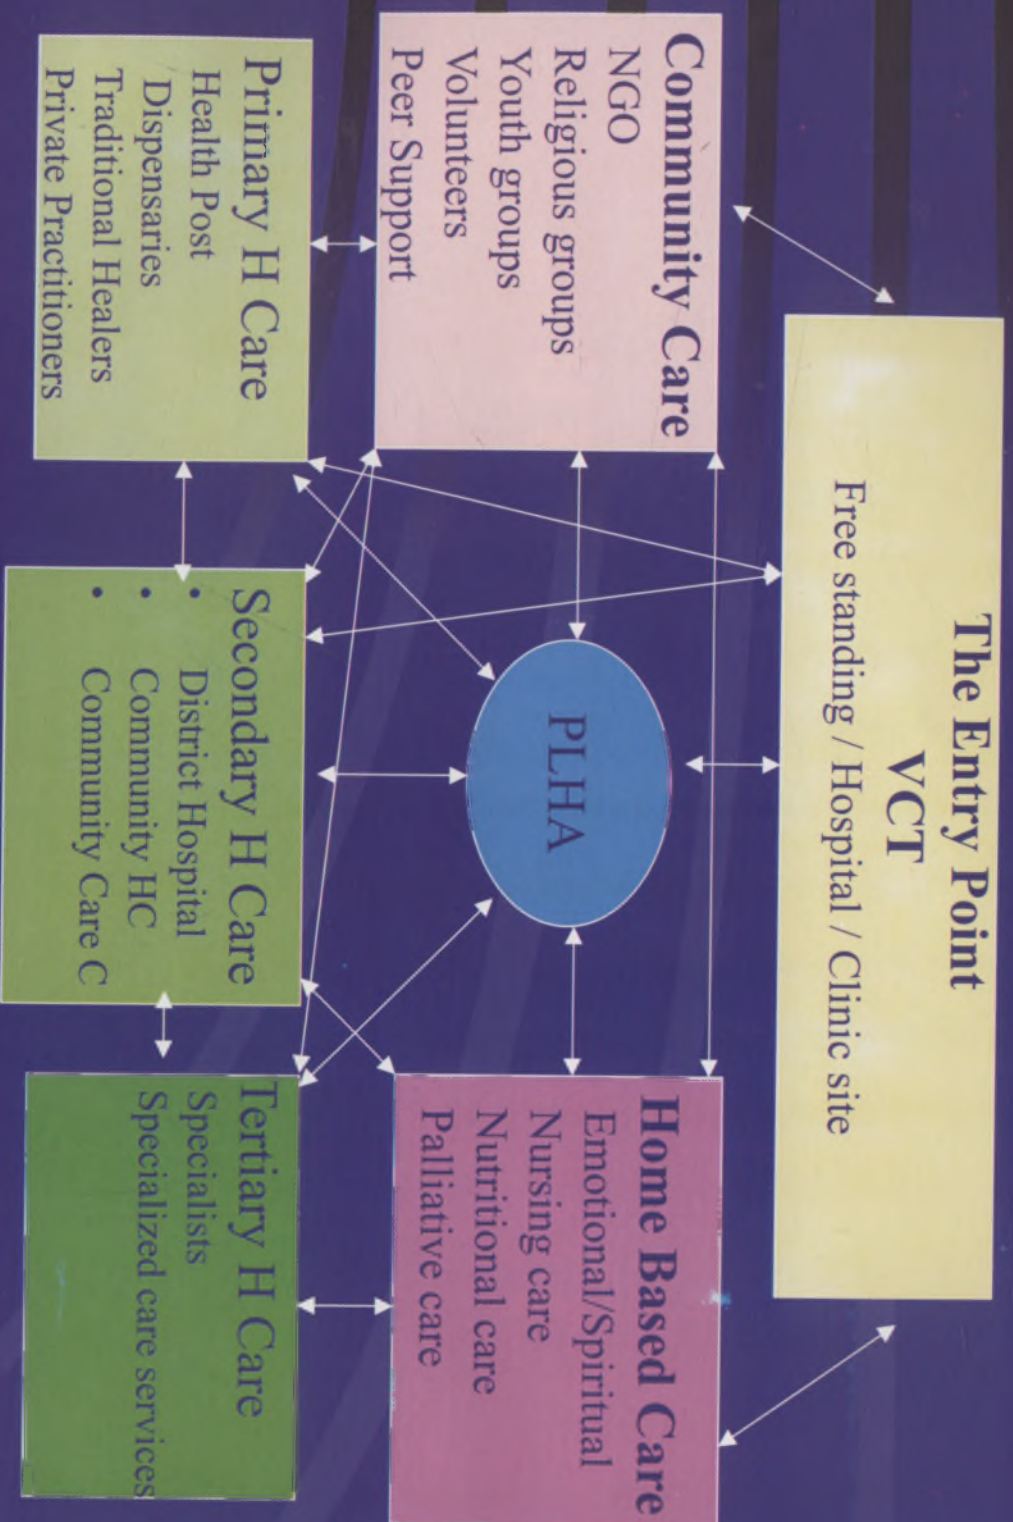 The Entry Point
VCT
Free standing / Hospital / Clinic site
Community Care
NGO
Religious groups
Youth groups
Volunteers
Peer Support
PLHA
Home Based Care
Emotional/Spiritual
Nursing care
Nutritional care
Palliative care
Primary H Care
Health Post
Dispensaries
Traditional Healers
Private Practitioners
Secondary H Care
• District Hospital
• Community HC
• Community Care C
Tertiary H Care
Specialists
Specialized care services